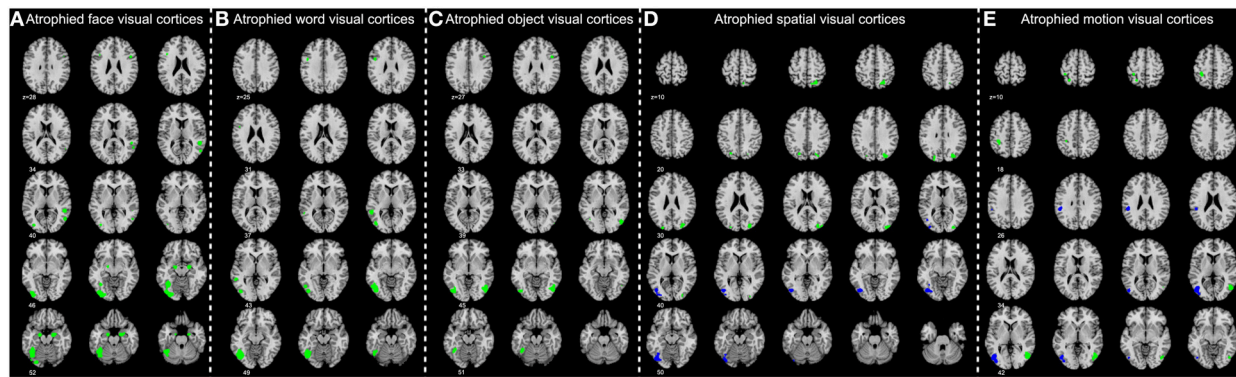 A Atrophied face visual cortices
B Atrophied word visual cortices
C Atrophied object visual cortices
D Atrophied spatial visual cortices
E Atrophied motion visual cortices
z=28
z=25
z=27
z=10
z=10
34
31
33
20
18
40
37
39
30
26
46
43
45
40
34
52
49
51
50
42